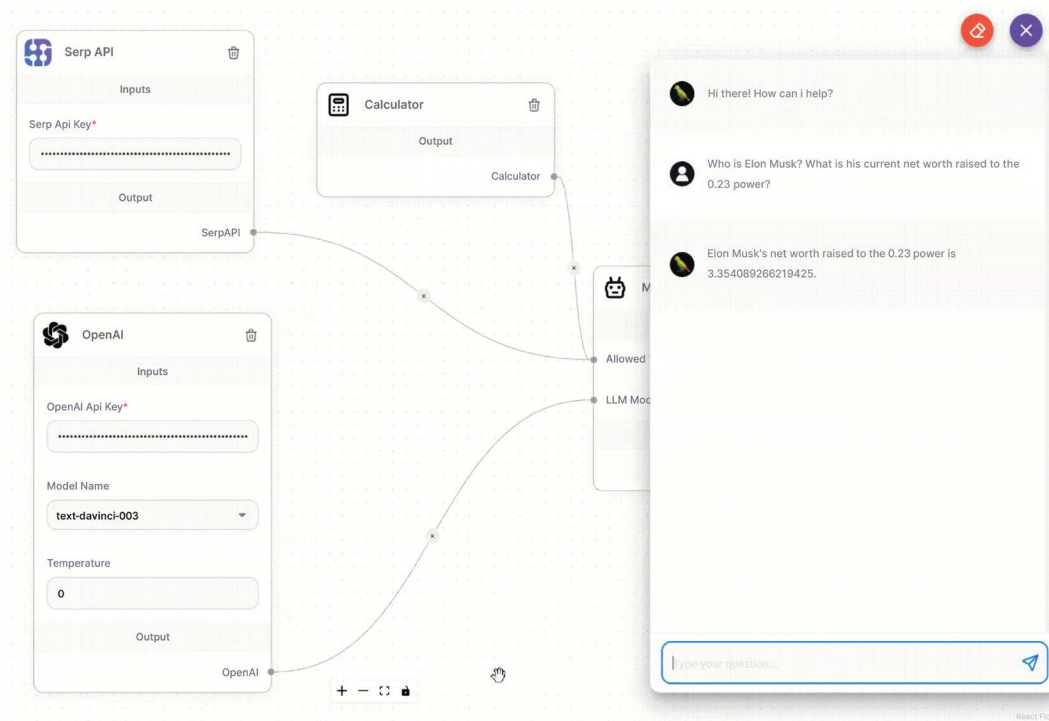 Serp API
Inputs
Serp Api Key*
Output
SerpAPI
Calculator
Output
Calculator
OpenAI
Inputs
OpenAI Api Key*
Model Name
text-davinci-003
Temperature
0
Output
OpenAI
M
Allowed
LLM Mod
Hi there! How can i help?
Who is Elon Musk? What is his current net worth raised to the
0.23 power?
Elon Musk's net worth raised to the 0.23 power is
3.354089266219425.
Type your question...
React Flo